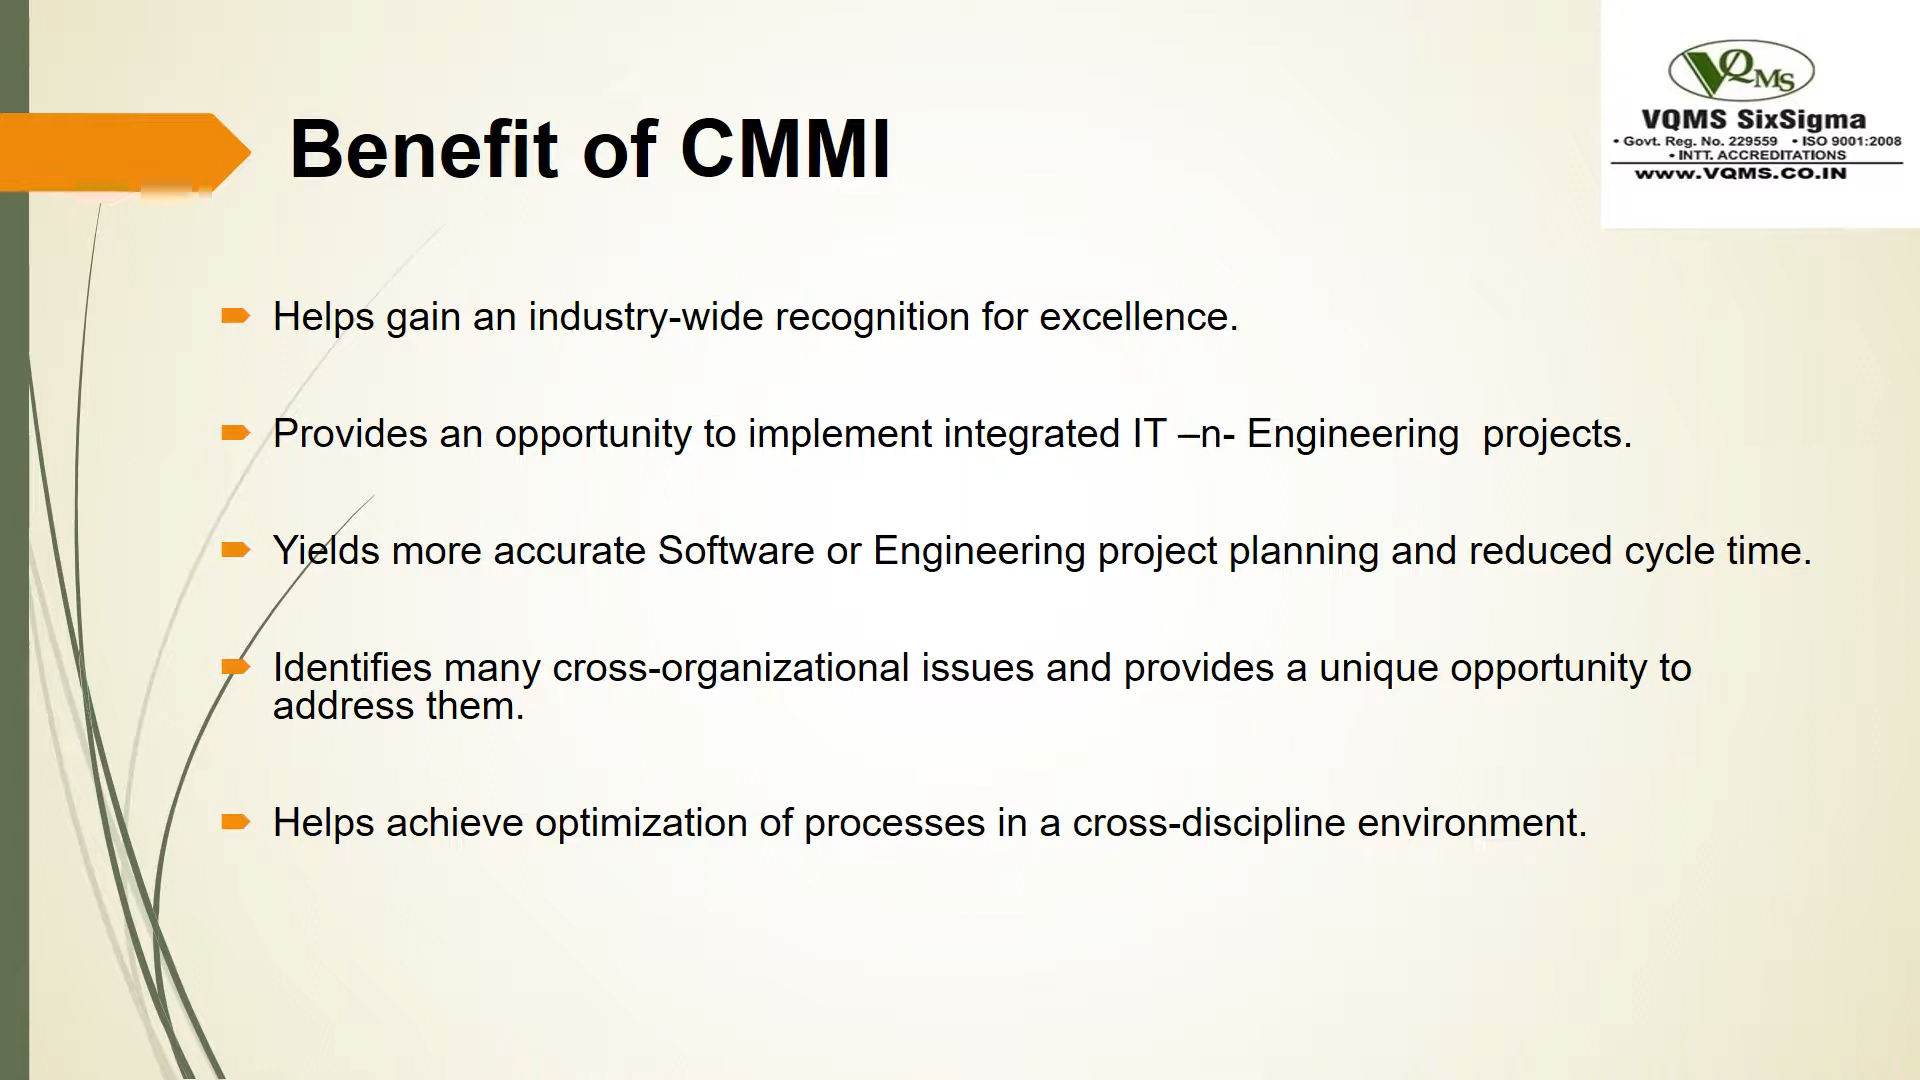 Benefit of CMMI
VQMS
VQMS SixSigma
• Govt. Reg. No. 229559 • ISO 9001:2008
• INTT. ACCREDITATIONS
www.VQMS.CO.IN
Helps gain an industry-wide recognition for excellence.
Provides an opportunity to implement integrated IT –n- Engineering  projects.
Yields more accurate Software or Engineering project planning and reduced cycle time.
Identifies many cross-organizational issues and provides a unique opportunity to
address them.
Helps achieve optimization of processes in a cross-discipline environment.